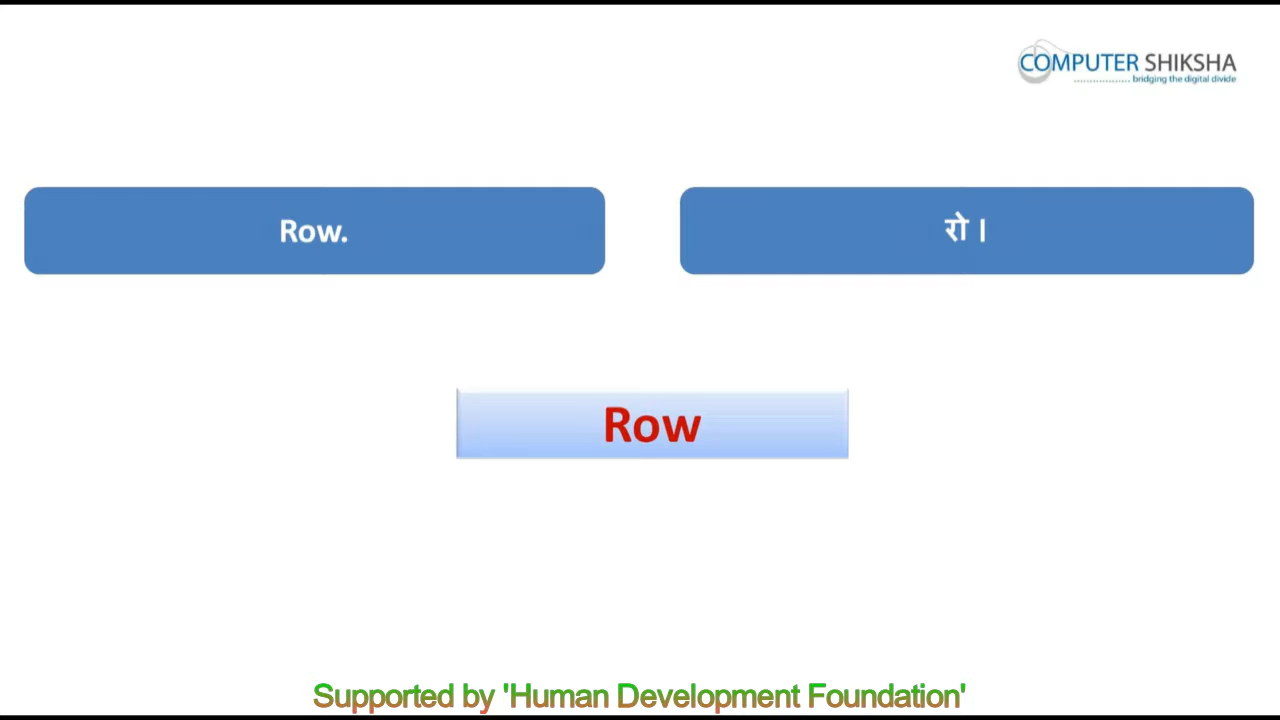 COMPUTER SHIKSHA
bridging the digital divide
Row.
रो ।
Row
Supported by 'Human Development Foundation'